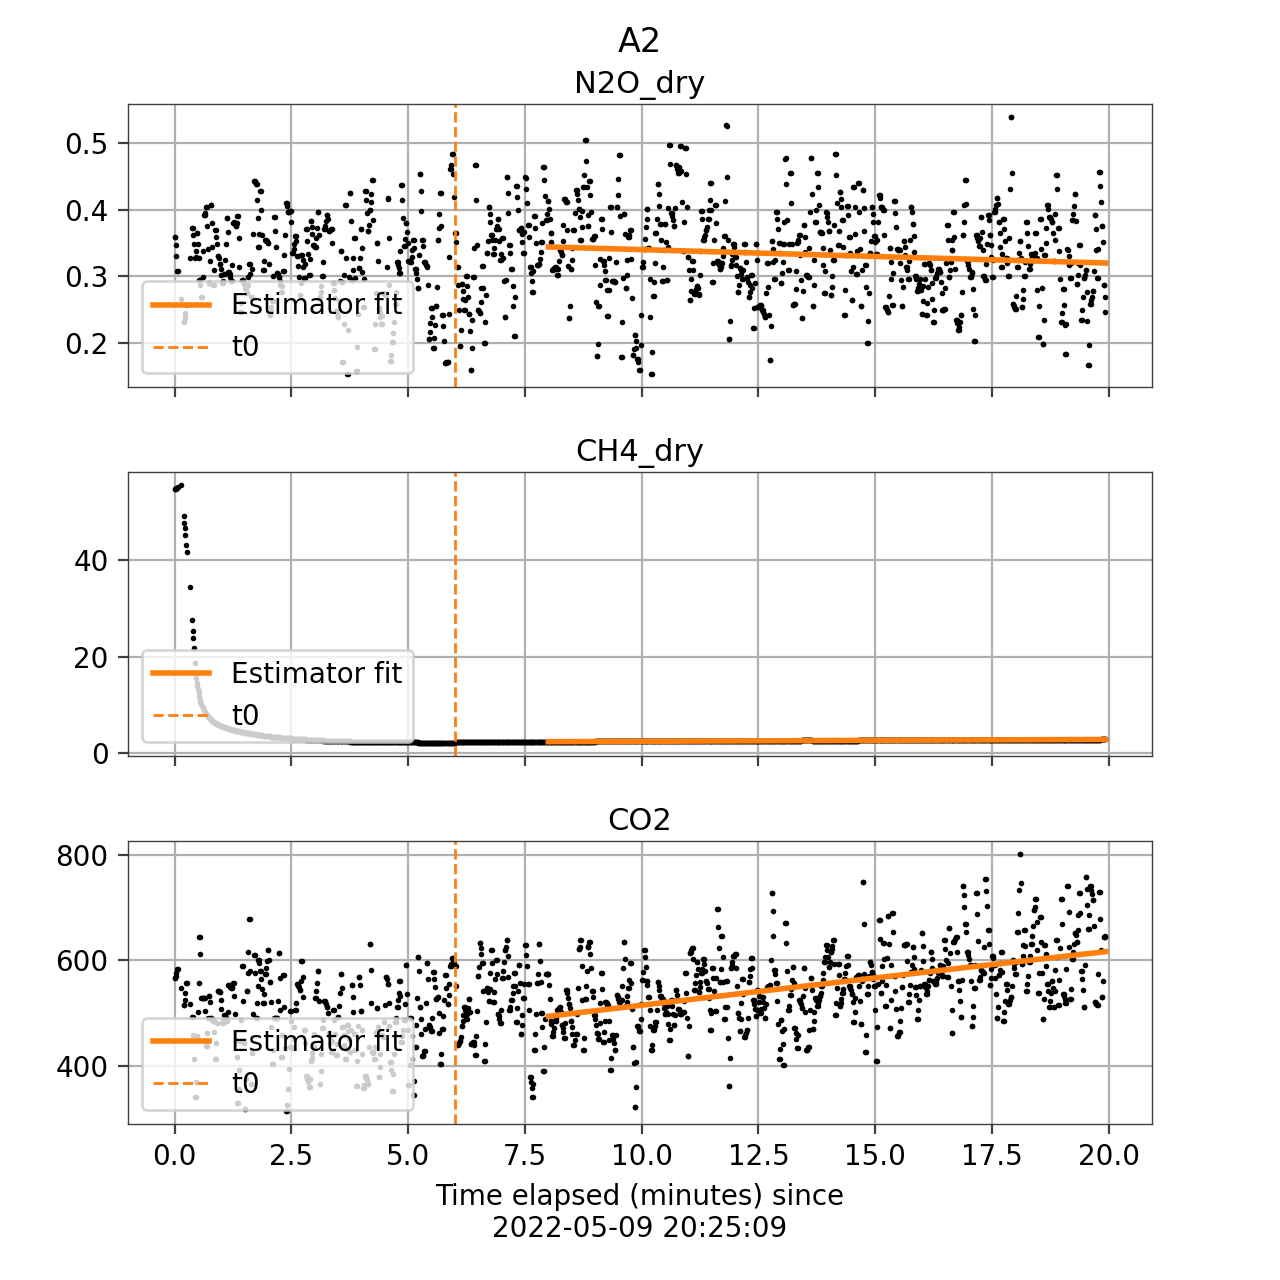 A2
N2O_dry
0.5
0.4
0.3
0.2
Estimator fit
t0
CH4_dry
40
20
0
Estimator fit
t0
CO2
800
600
400
Estimator fit
t0
0.0 2.5 5.0 7.5 10.0 12.5 15.0 17.5 20.0
Time elapsed (minutes) since
2022-05-09 20:25:09